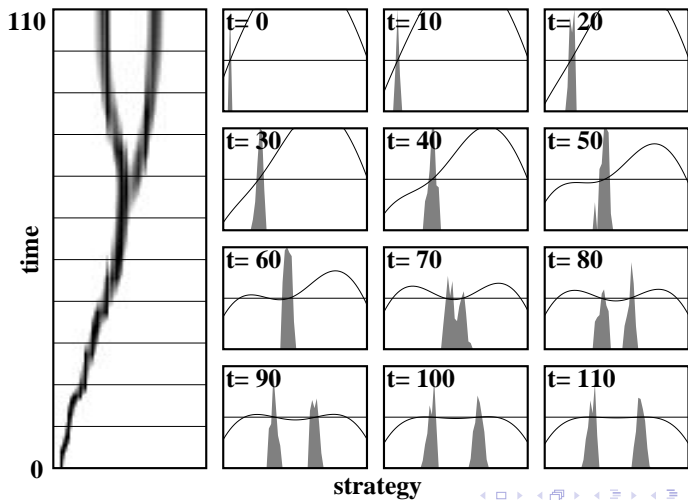 110
time
0
t= 0
t= 10
t= 20
t= 30
t= 40
t= 50
t= 60
t= 70
t= 80
t= 90
t= 100
t= 110
strategy